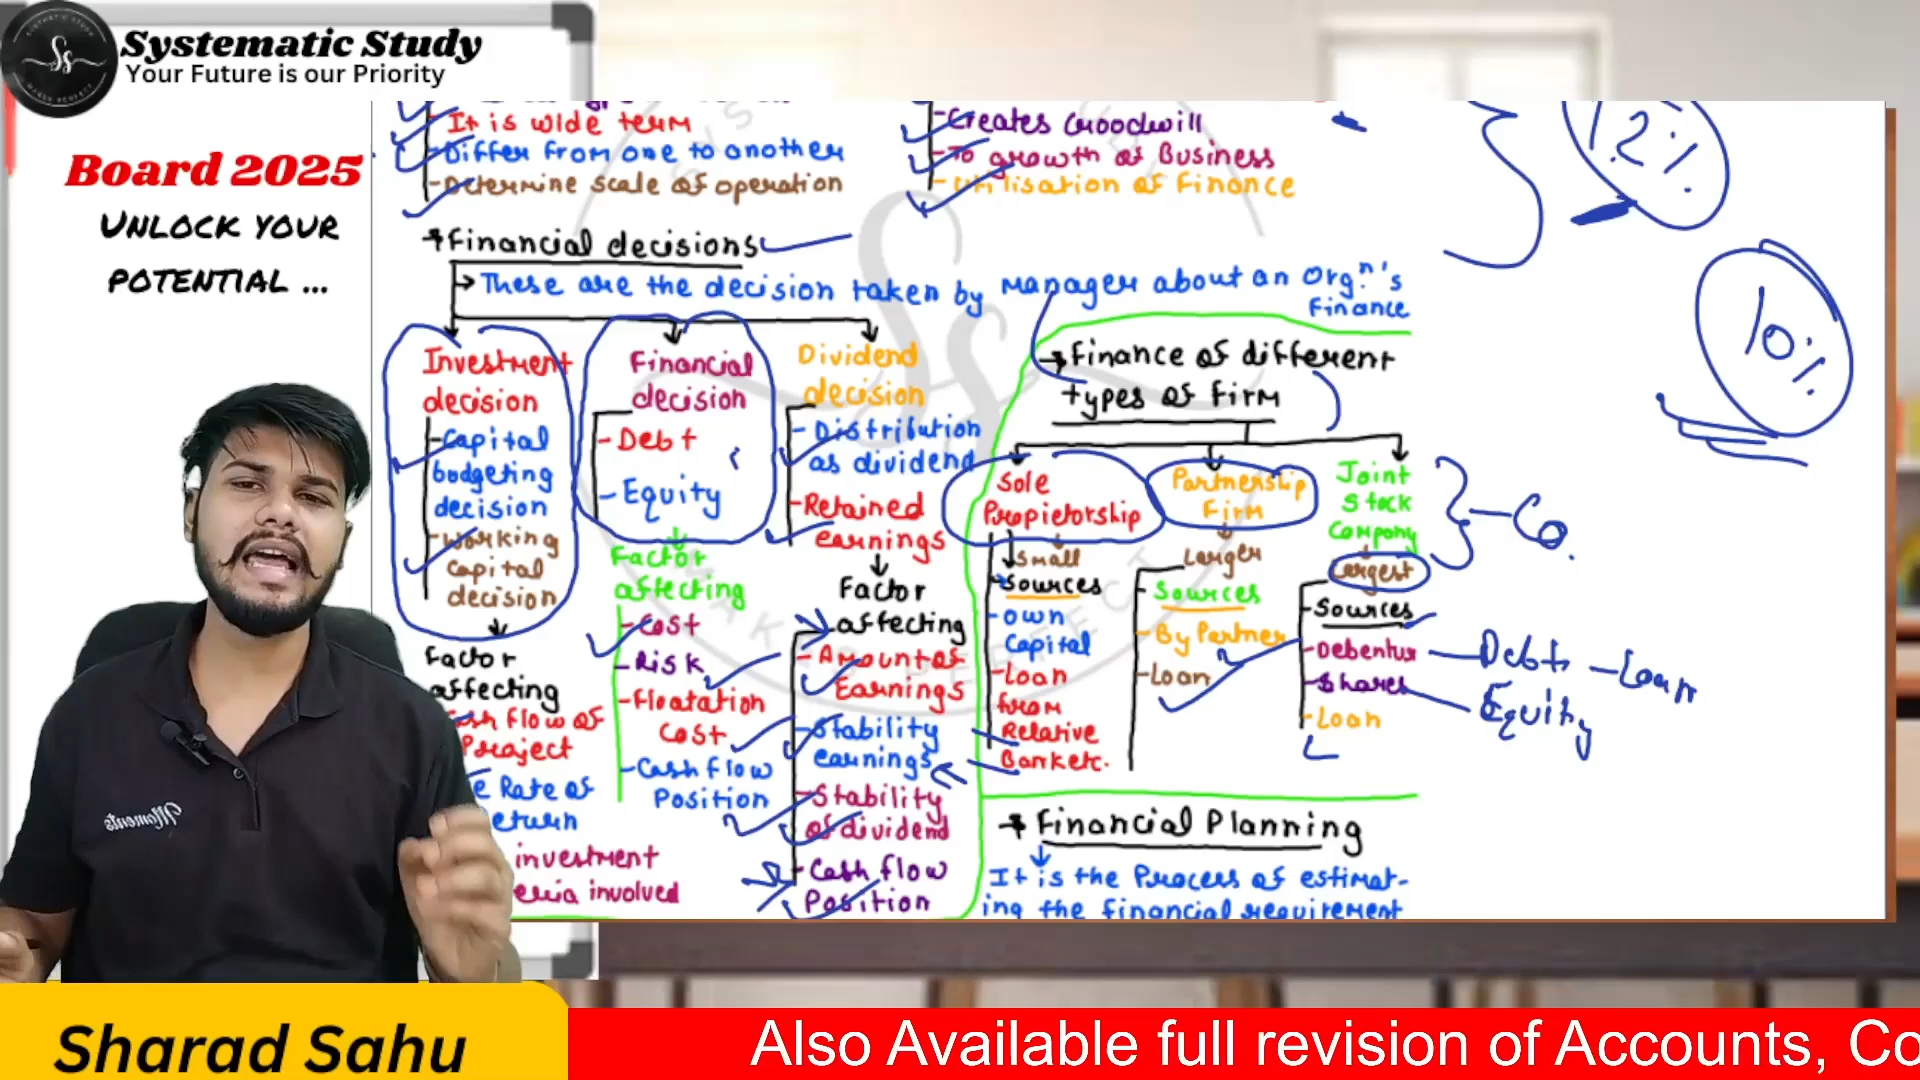 Systematic Study
Your Future is our Priority
Board 2025
UNLOCK YOUR
POTENTIAL ...
It is wide term
Differ from one to another
Determine scale of operation
Creates Goodwill
To growth of Business
Utilisation of Finance
12%
10%
Financial decisions
These are the decision taken by manager about an Orgⁿ's
Finance
Investment
decision
-Capital
budgeting
decision
-working
capital
decision
Factor
affecting
Cash flow of
Project
Rate of
investment
involved
Financial
decision
-Debt
-Equity
Factor
affecting
-Cost
-Risk
-Floatation
Cost
-Cash flow
Position
Dividend
decision
-Distribution
as dividend
-Retained
earnings
Factor
affecting
-Amount of
Earnings
-Stability
earnings
-Stability
of dividend
-Cash flow
Position
Finance of different
types of Firm
Sole
Propietorship
Small
Sources
-own
Capital
-Loan
from
Relative
Bank etc.
Partnership
Firm
Larger
Sources
-By Partner
-Loan
Joint
Stock
Company
Largest
-Sources
-Debentur
-Shares
-Loan
Co.
Debt - Loan
Equity
Financial Planning
It is the Process of estimat-
ing the financial requirement
Moments
Sharad Sahu
Also Available full revision of Accounts, Co